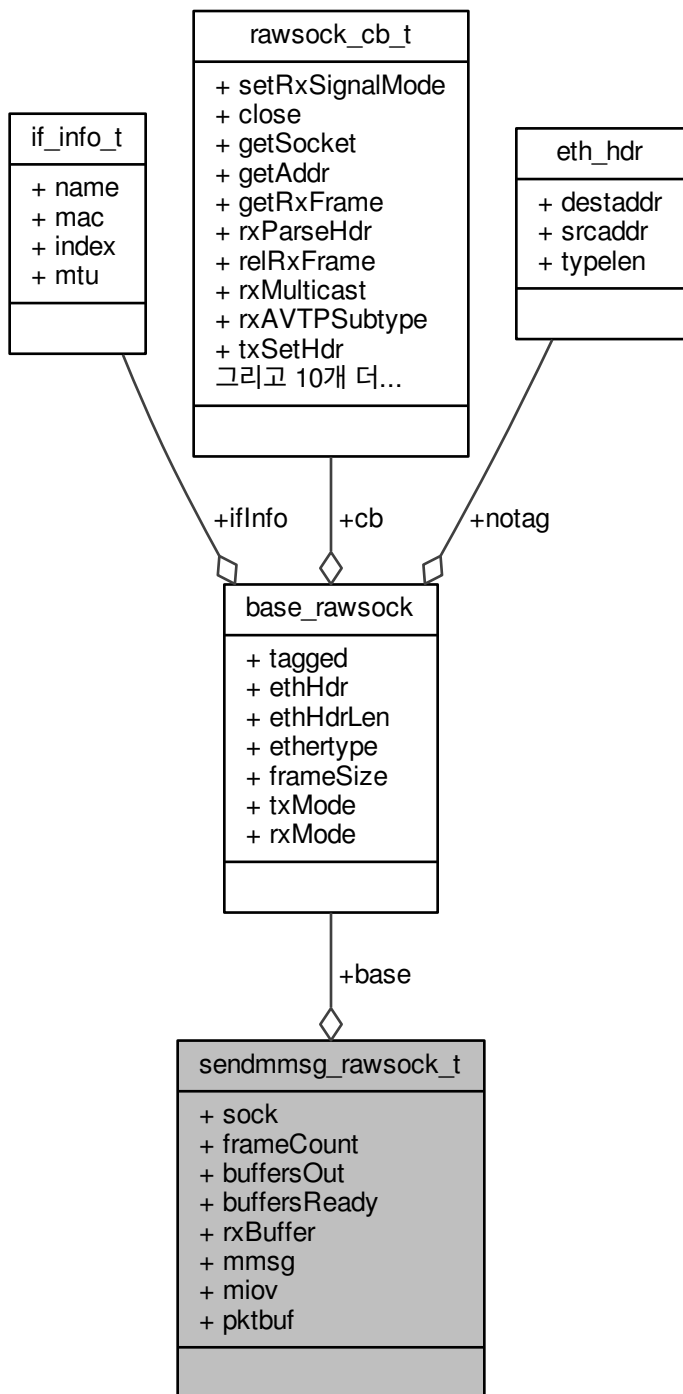 rawsock_cb_t
+ setRxSignalMode
+ close
+ getSocket
+ getAddr
+ getRxFrame
+ rxParseHdr
+ relRxFrame
+ rxMulticast
+ rxAVTPSubtype
+ txSetHdr
그리고 10개 더...
if_info_t
+ name
+ mac
+ index
+ mtu
eth_hdr
+ destaddr
+ srcaddr
+ typelen
+ifInfo
+cb
+notag
base_rawsock
+ tagged
+ ethHdr
+ ethHdrLen
+ ethertype
+ frameSize
+ txMode
+ rxMode
+base
sendmmsg_rawsock_t
+ sock
+ frameCount
+ buffersOut
+ buffersReady
+ rxBuffer
+ mmsg
+ miov
+ pktbuf